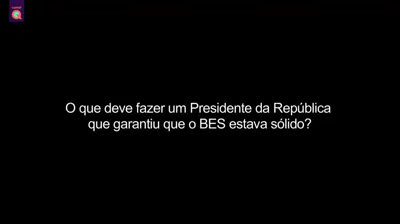 O que deve fazer um Presidente da República
que garantiu que o BES estava sólido?